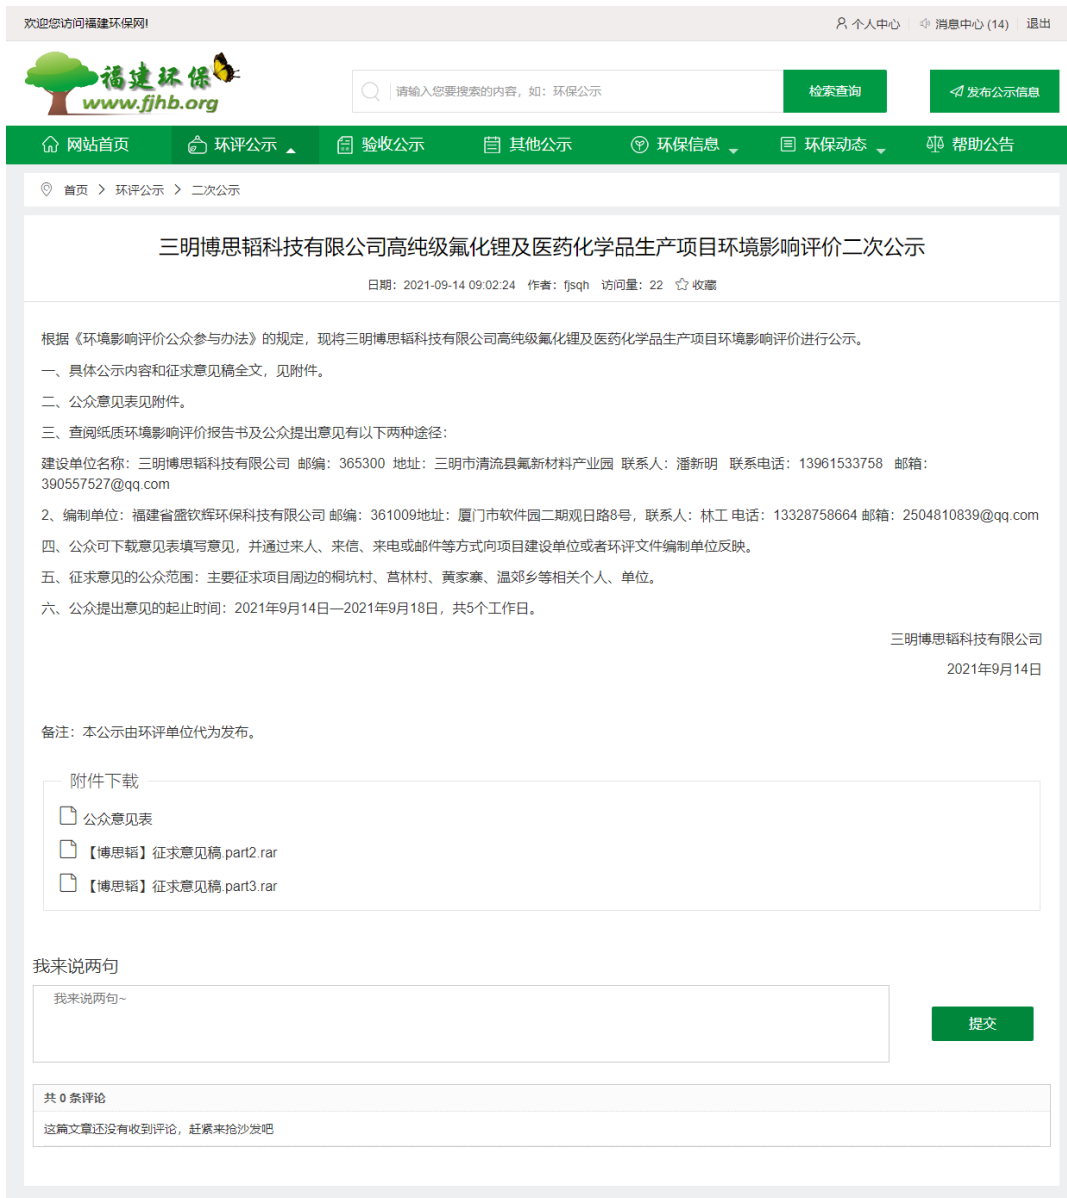 欢迎您访问福建环保网!
个人中心 消息中心 (14) 退出
福建环保
www.fjhb.org
请输入您要搜索的内容，如：环保公示
检索查询
发布公示信息
网站首页 环评公示 验收公示 其他公示 环保信息 环保动态 帮助公告
首页 > 环评公示 > 二次公示
三明博思韬科技有限公司高纯级氟化锂及医药化学品生产项目环境影响评价二次公示
日期：2021-09-14 09:02:24 作者：fjsqh 访问量：22 收藏
根据《环境影响评价公众参与办法》的规定，现将三明博思韬科技有限公司高纯级氟化锂及医药化学品生产项目环境影响评价进行公示。
一、具体公示内容和征求意见稿全文，见附件。
二、公众意见表见附件。
三、查阅纸质环境影响评价报告书及公众提出意见有以下两种途径：
建设单位名称：三明博思韬科技有限公司 邮编：365300 地址：三明市清流县氟新材料产业园 联系人：潘新明 联系电话：13961533758 邮箱：
390557527@qq.com
2、编制单位：福建省盛钦辉环保科技有限公司 邮编：361009地址：厦门市软件园二期观日路8号，联系人：林工 电话：13328758664 邮箱：2504810839@qq.com
四、公众可下载意见表填写意见，并通过来人、来信、来电或邮件等方式向项目建设单位或者环评文件编制单位反映。
五、征求意见的公众范围：主要征求项目周边的桐坑村、莒林村、黄家寨、温郊乡等相关个人、单位。
六、公众提出意见的起止时间：2021年9月14日—2021年9月18日，共5个工作日。
三明博思韬科技有限公司
2021年9月14日
备注：本公示由环评单位代为发布。
附件下载
公众意见表
【博思韬】征求意见稿.part2.rar
【博思韬】征求意见稿.part3.rar
我来说两句
我来说两句~
提交
共 0 条评论
这篇文章还没有收到评论，赶紧来抢沙发吧